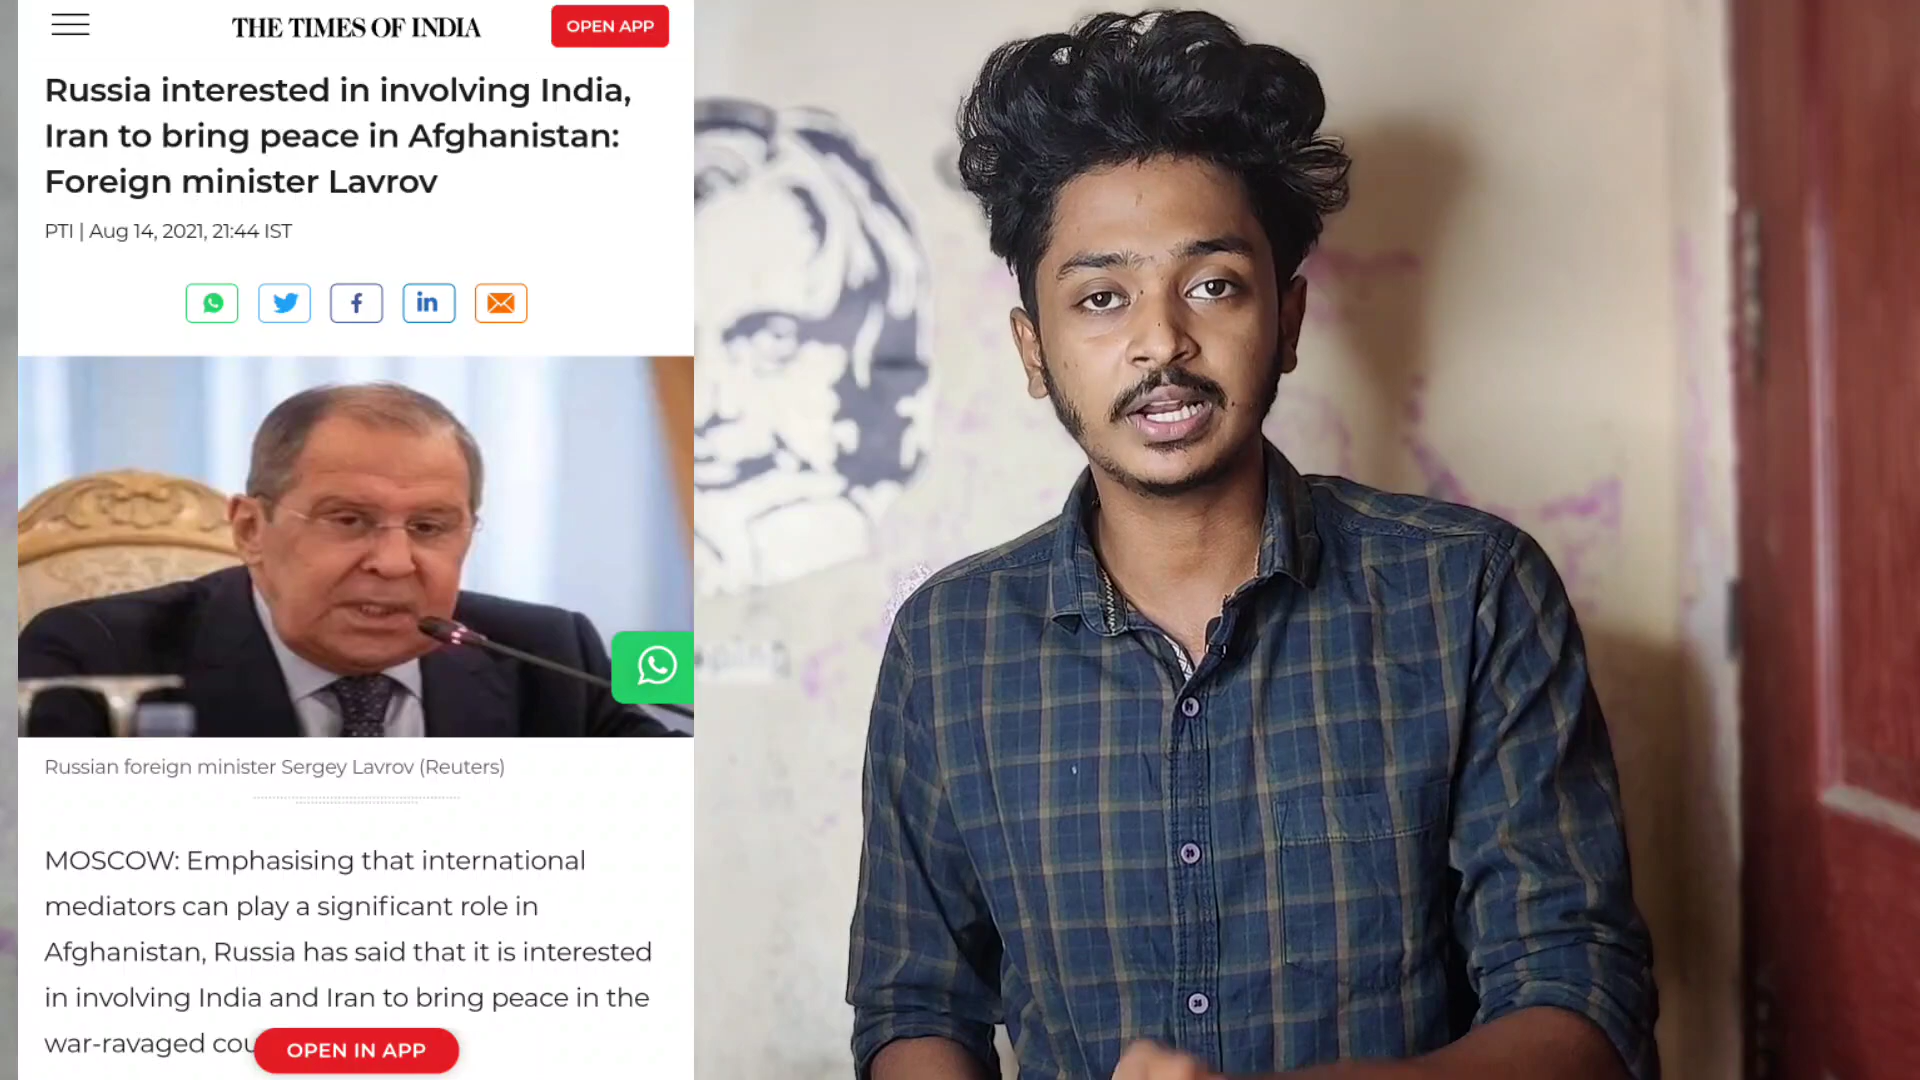 THE TIMES OF INDIA
OPEN APP
Russia interested in involving India,
Iran to bring peace in Afghanistan:
Foreign minister Lavrov
PTI | Aug 14, 2021, 21:44 IST
Russian foreign minister Sergey Lavrov (Reuters)
MOSCOW: Emphasising that international
mediators can play a significant role in
Afghanistan, Russia has said that it is interested
in involving India and Iran to bring peace in the
war-ravaged
OPEN IN APP